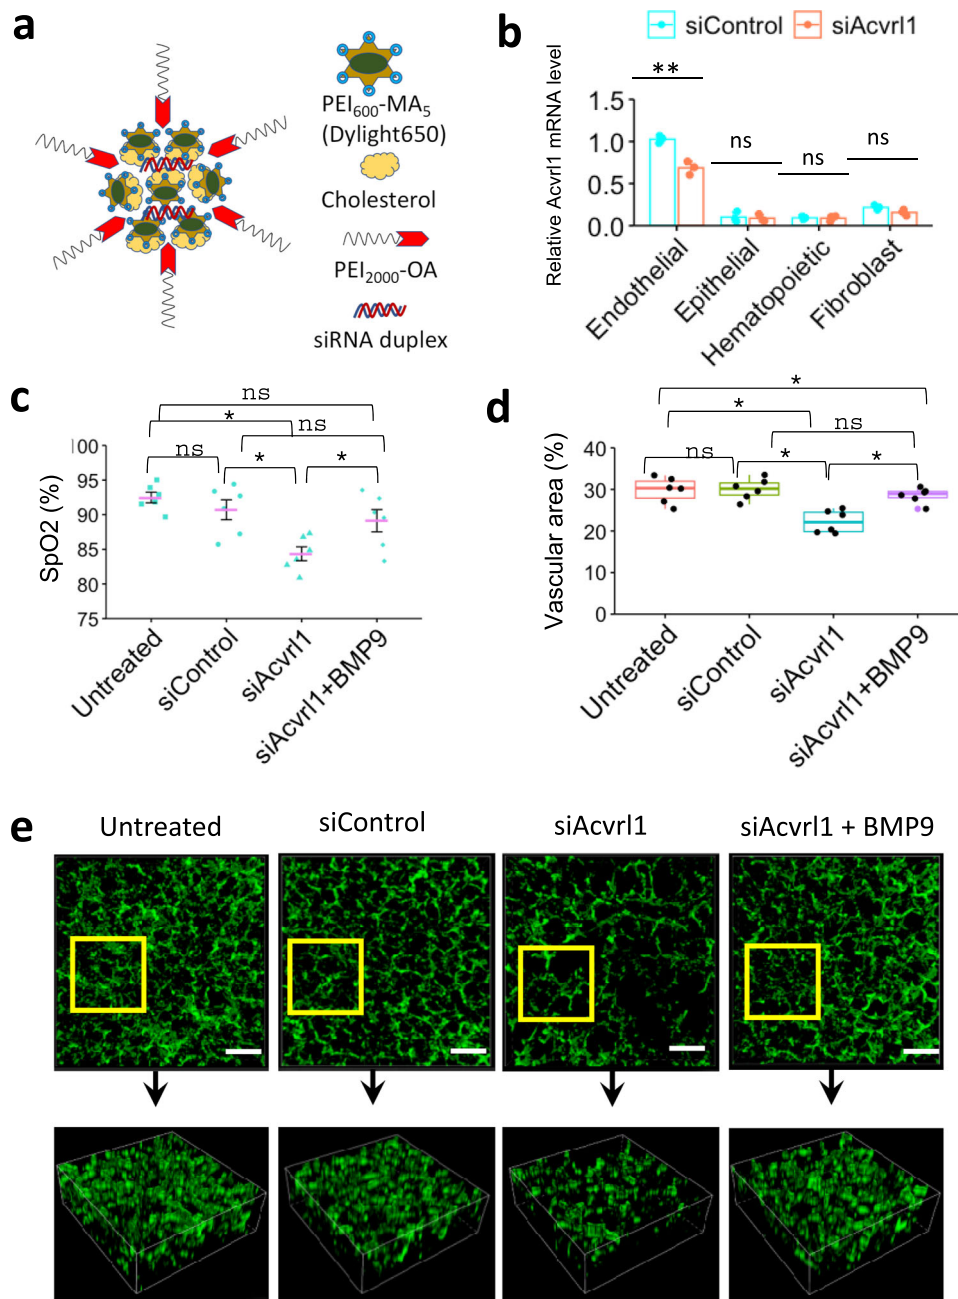 a
PEI600-MA5
(Dylight650)
Cholesterol
PEI2000-OA
siRNA duplex
b
siControl
siAcvrl1
Relative Acvrl1 mRNA level
**
ns
ns
ns
1.5
1.0
0.5
0.0
Endothelial
Epithelial
Hematopoietic
Fibroblast
c
ns
*
ns
ns
*
*
SpO2 (%)
100
95
90
85
80
75
Untreated
siControl
siAcvrl1
siAcvrl1+BMP9
d
*
*
ns
ns
*
*
Vascular area (%)
40
30
20
10
0
Untreated
siControl
siAcvrl1
siAcvrl1+BMP9
e
Untreated
siControl
siAcvrl1
siAcvrl1 + BMP9